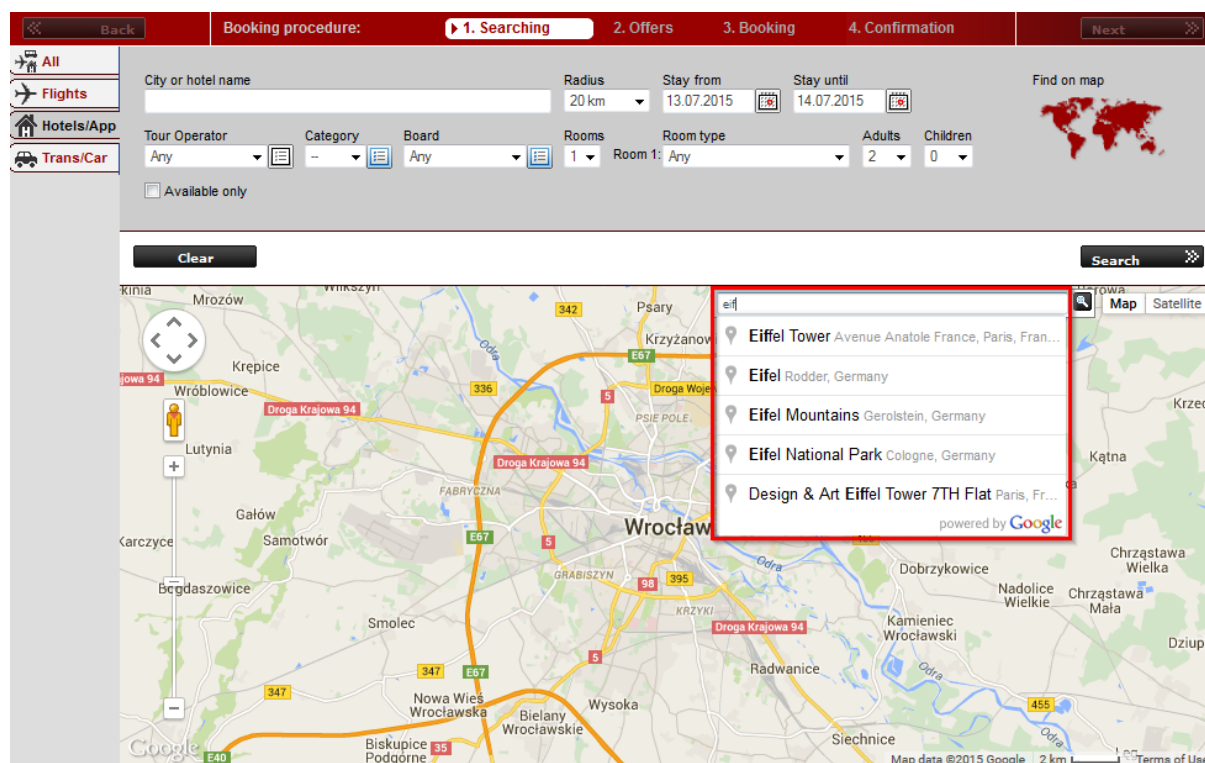 Back Booking procedure: 1. Searching 2. Offers 3. Booking 4. Confirmation Next
All
Flights
Hotels/App
Trans/Car
City or hotel name Radius Stay from Stay until Find on map
20 km 13.07.2015 14.07.2015
Tour Operator Category Board Rooms Room type Adults Children
Any -- Any 1 Room 1: Any 2 0
Available only
Clear Search
eif Map Satellite
Eiffel Tower Avenue Anatole France, Paris, Fran...
Eifel Rodder, Germany
Eifel Mountains Gerolstein, Germany
Eifel National Park Cologne, Germany
Design & Art Eiffel Tower 7TH Flat Paris, Fr...
powered by Google
Mrozów
342
Psary
Odra
E67
Krępice
Wróblowice
336
5
PSIE POLE
Droga Krajowa 94
Lutynia
Droga Krajowa 94
Kątna
FABRYCZNA
Gałów
Wrocław
Karczyce
Samotwór
E67
5
Chrząstawa
Wielka
Odra
Dobrzykowice
GRABISZYN
98
395
Bogdaszowice
Nadolice
Wielkie
Chrząstawa
Mała
KRZYKI
Smolec
Droga Krajowa 94
Kamieniec
Wrocławski
5
347
E67
Radwanice
Odra
347
Nowa Wieś
Wrocławska
Wysoka
Bielany
Wrocławskie
455
Siechnice
Odra
Google
E40
Biskupice
Podgórne
35
Map data ©2015 Google 2 km Terms of Use